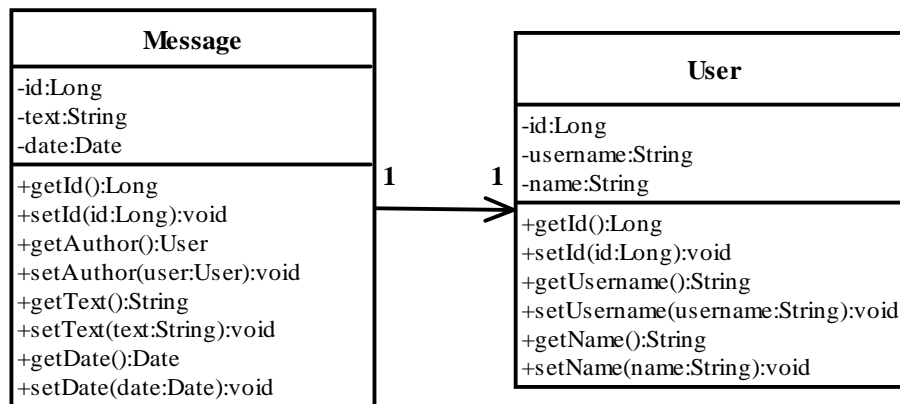 Message
-id:Long
-text:String
-date:Date
+getId():Long
+setId(id:Long):void
+getAuthor():User
+setAuthor(user:User):void
+getText():String
+setText(text:String):void
+getDate():Date
+setDate(date:Date):void
1
1
User
-id:Long
-username:String
-name:String
+getId():Long
+setId(id:Long):void
+getUsername():String
+setUsername(username:String):void
+getName():String
+setName(name:String):void